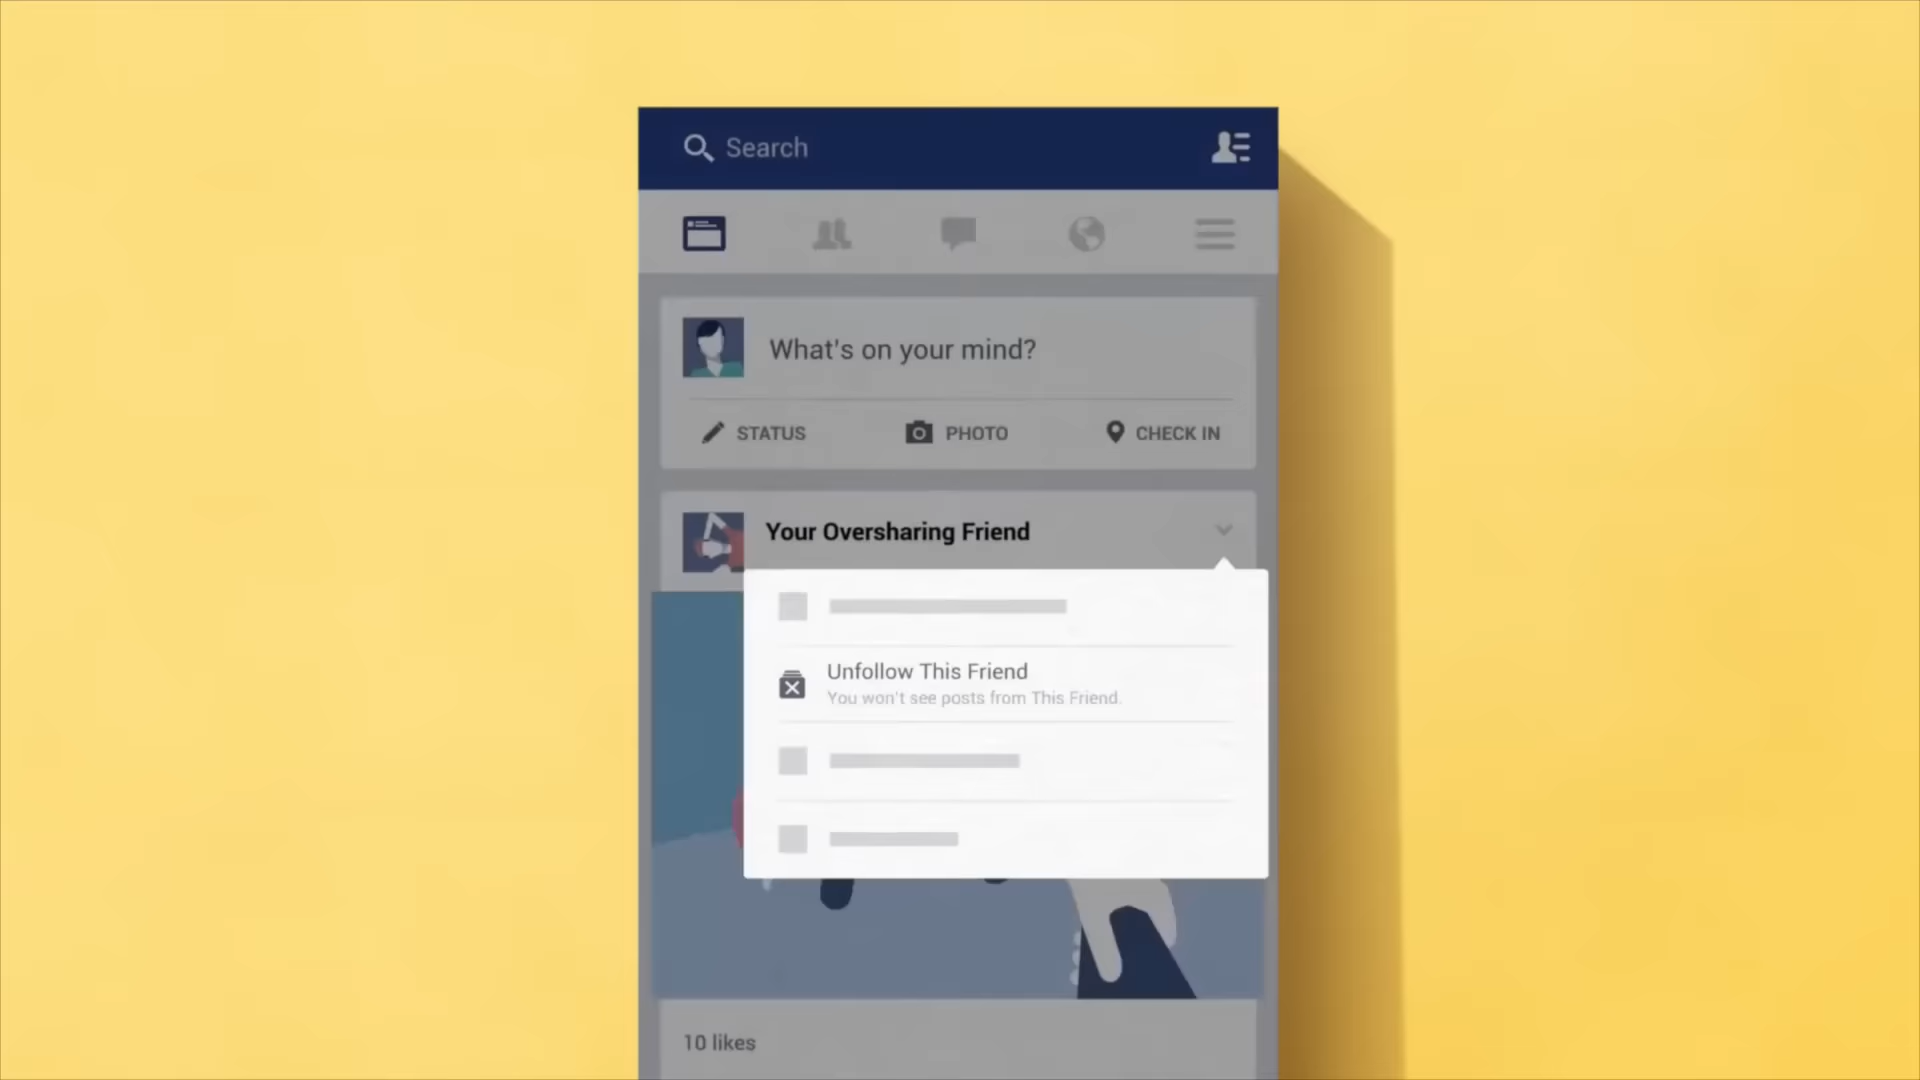 Search
What's on your mind?
STATUS PHOTO CHECK IN
Your Oversharing Friend
Unfollow This Friend
You won't see posts from This Friend.
10 likes